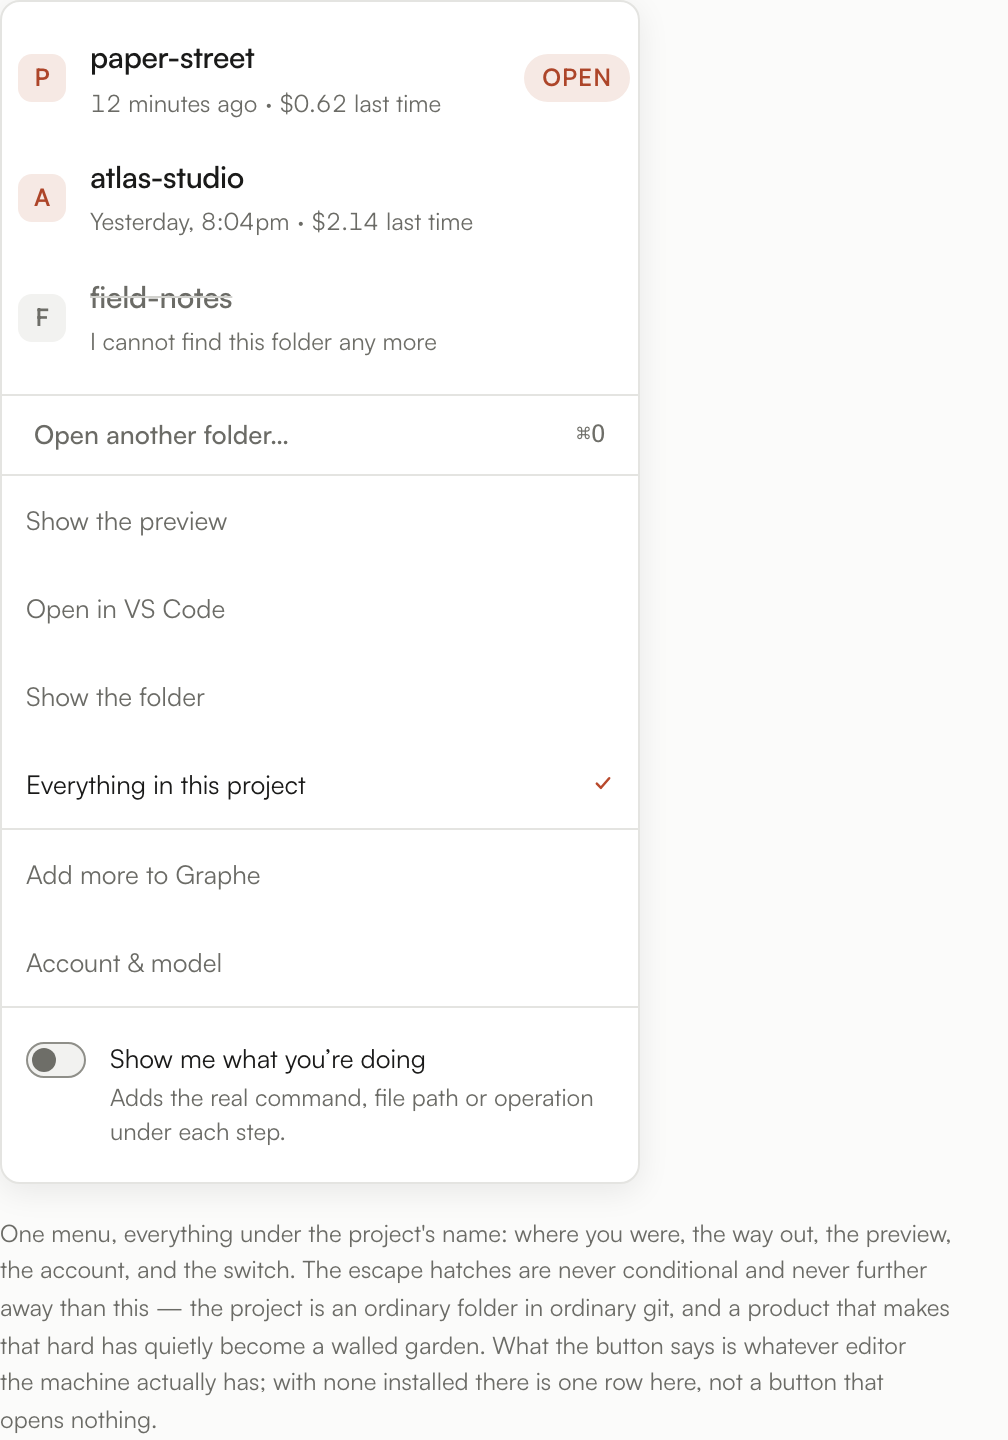 P
paper-street
12 minutes ago · $0.62 last time
OPEN
A
atlas-studio
Yesterday, 8:04pm · $2.14 last time
F
field-notes
I cannot find this folder any more
Open another folder…
⌘O
Show the preview
Open in VS Code
Show the folder
Everything in this project
Add more to Graphe
Account & model
Show me what you’re doing
Adds the real command, file path or operation
under each step.
One menu, everything under the project's name: where you were, the way out, the preview,
the account, and the switch. The escape hatches are never conditional and never further
away than this — the project is an ordinary folder in ordinary git, and a product that makes
that hard has quietly become a walled garden. What the button says is whatever editor
the machine actually has; with none installed there is one row here, not a button that
opens nothing.